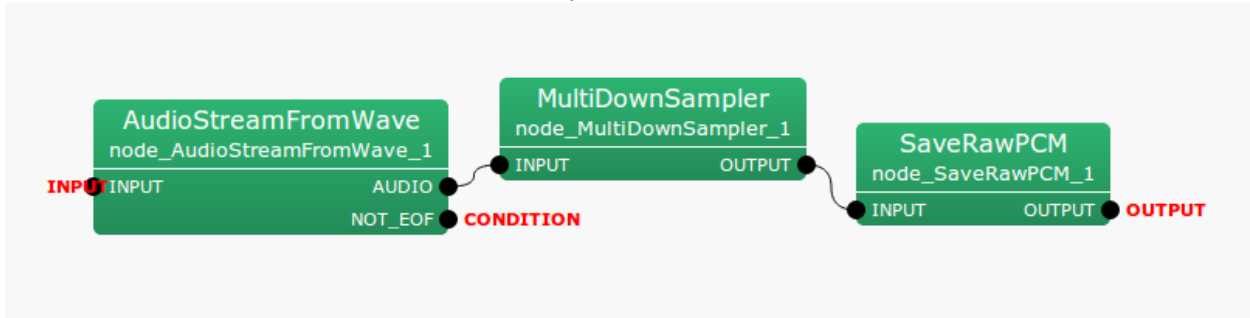 AudioStreamFromWave
node_AudioStreamFromWave_1
INPUT INPUT AUDIO
NOT_EOF CONDITION
MultiDownSampler
node_MultiDownSampler_1
INPUT OUTPUT
SaveRawPCM
node_SaveRawPCM_1
INPUT OUTPUT OUTPUT